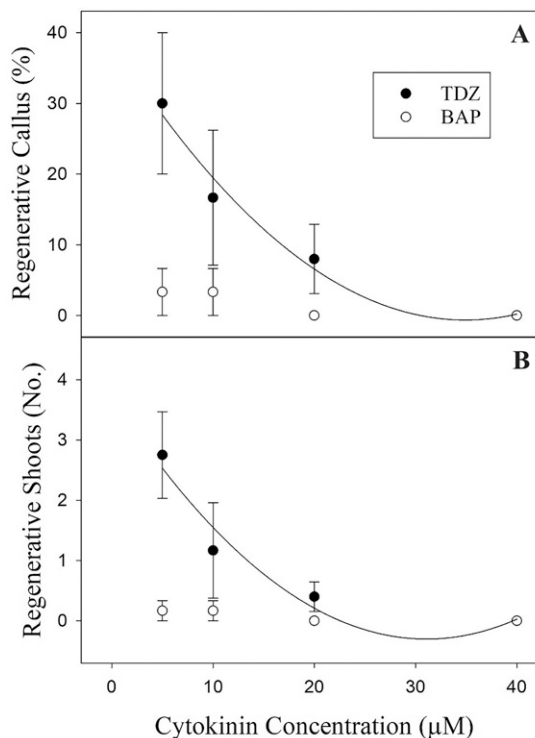 A
40
30
20
10
0
Regenerative Callus (%)
TDZ
BAP
B
4
3
2
1
0
Regenerative Shoots (No.)
0 10 20 30 40
Cytokinin Concentration (µM)